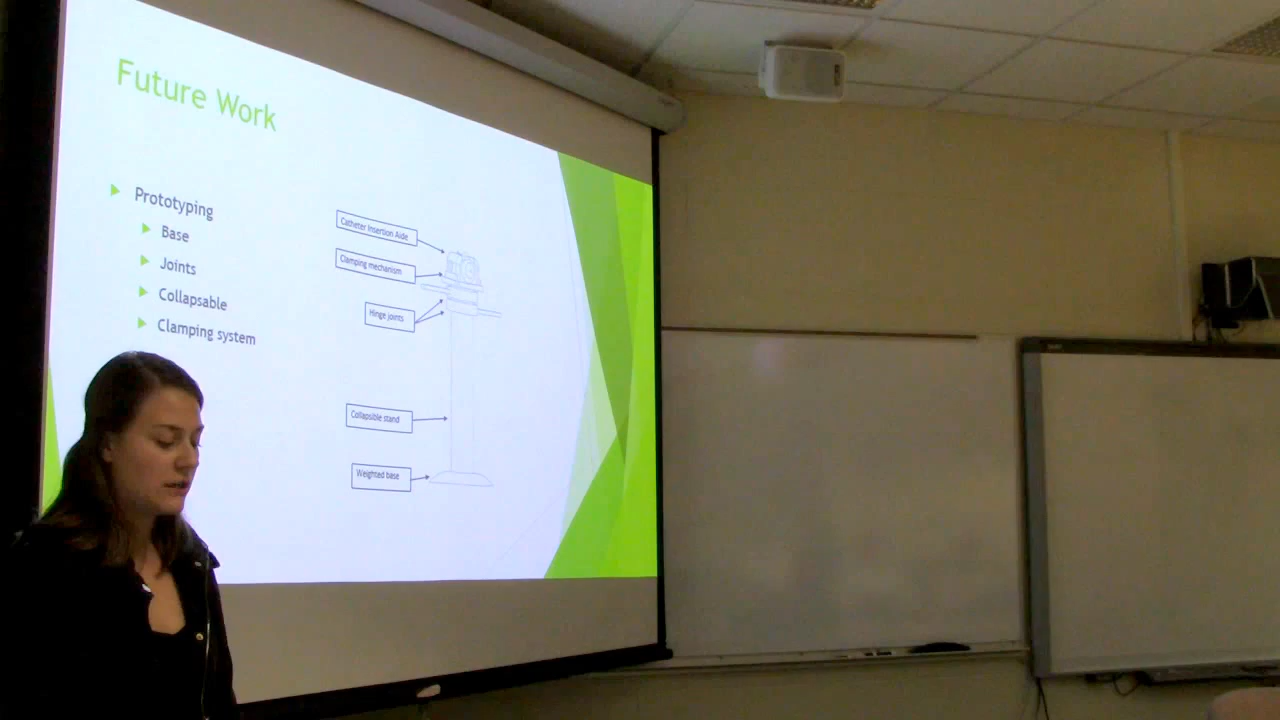 Future Work
Prototyping
Base
Joints
Collapsable
Clamping system
Catheter Insertion Aide
Clamping mechanism
Hinge joints
Collapsible stand
Weighted base